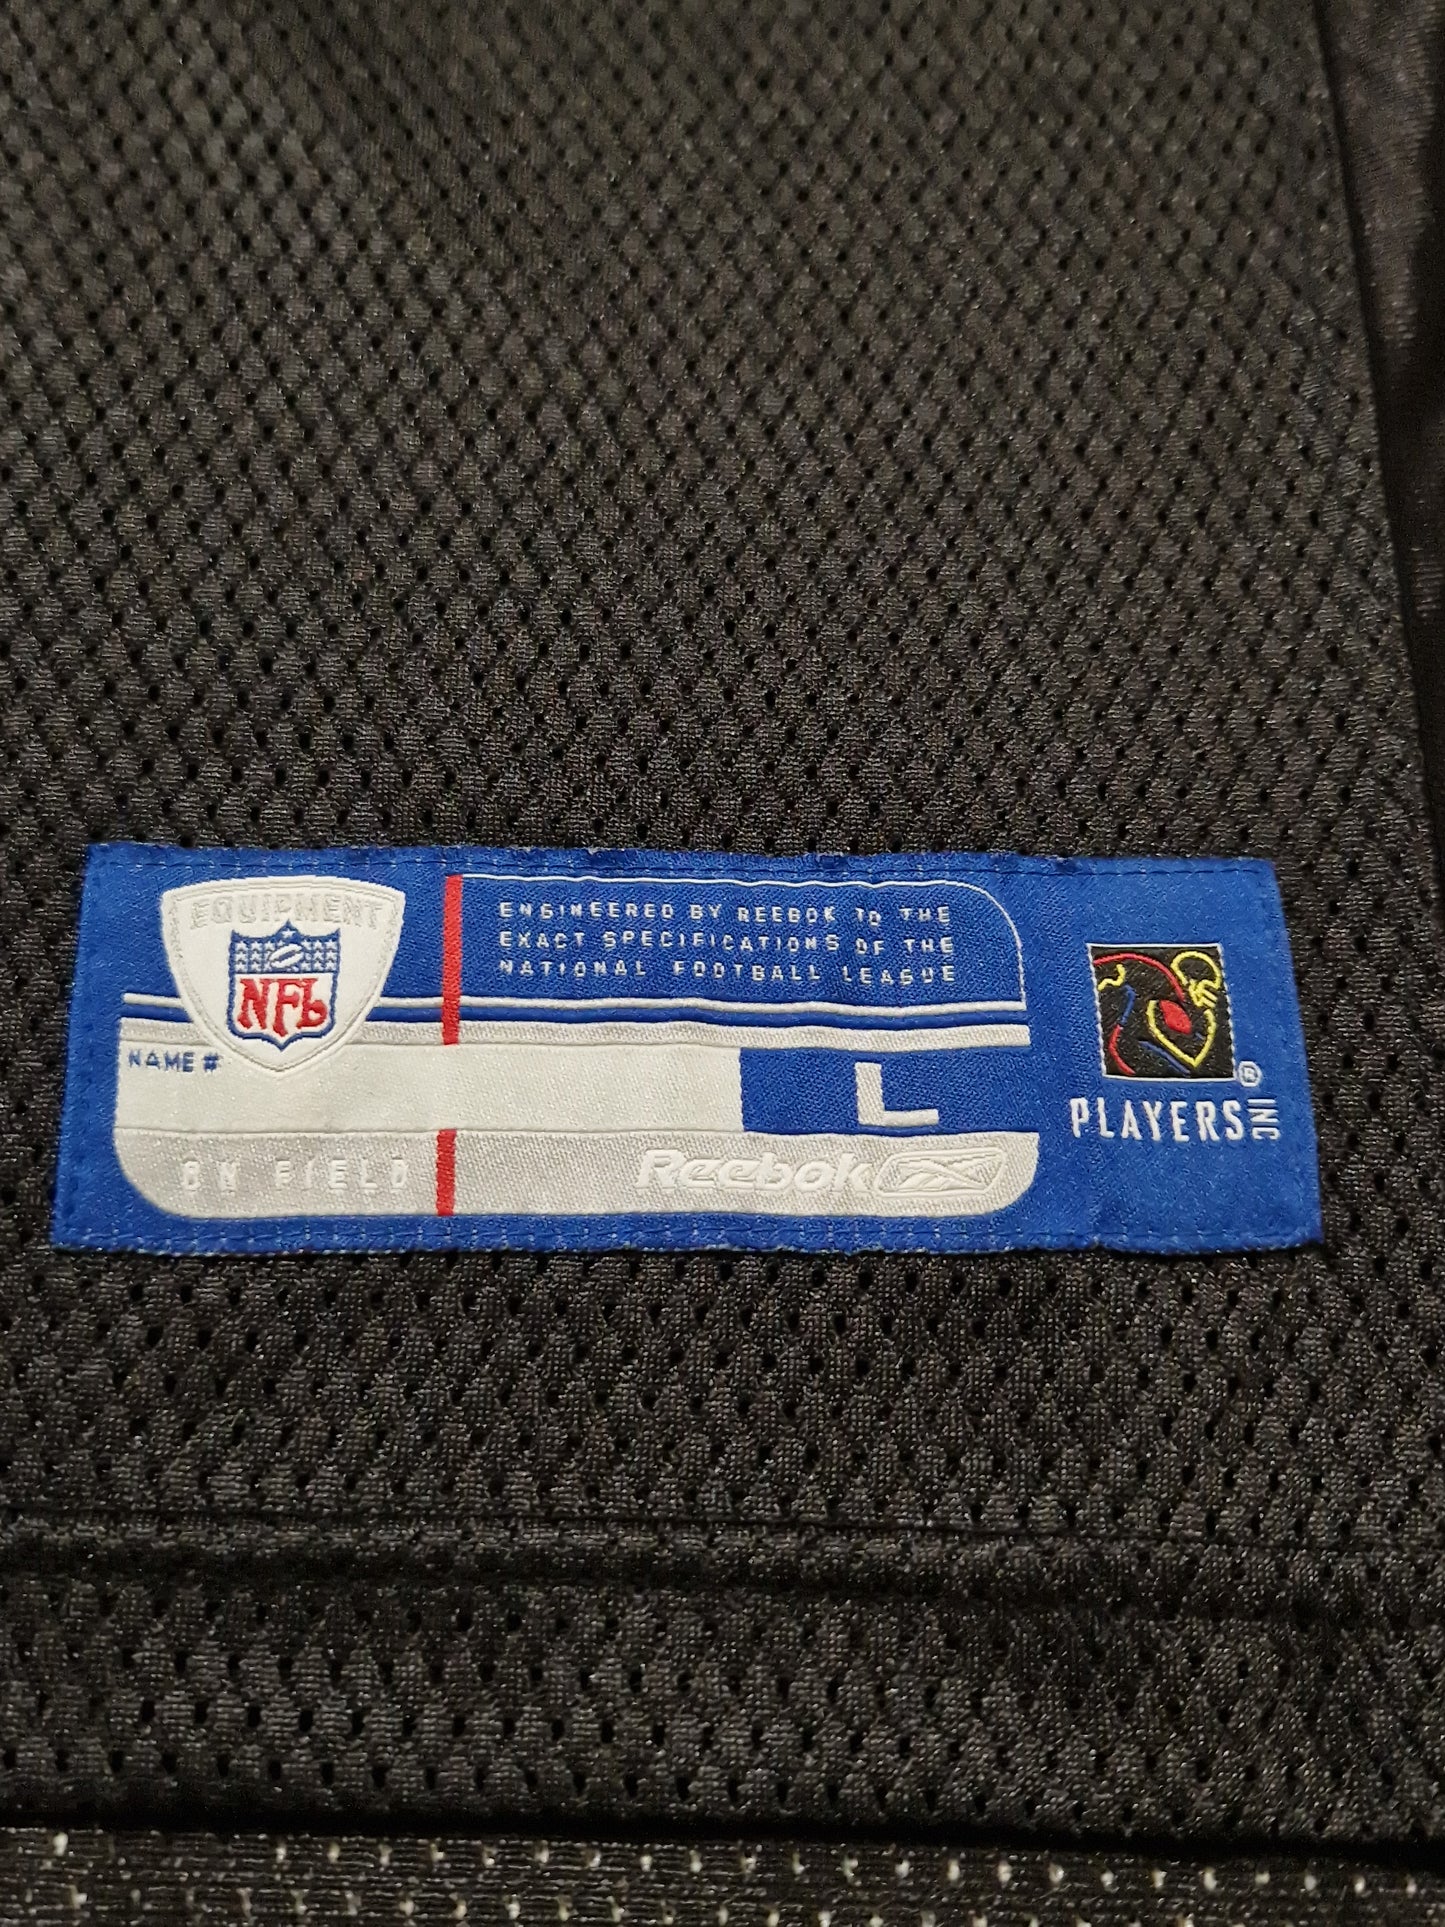 EQUIPMENT
NFL
ENGINEERED BY REEBOK TO THE
EXACT SPECIFICATIONS OF THE
NATIONAL FOOTBALL LEAGUE
NAME #
L
ON FIELD
Reebok
®
PLAYERS INC